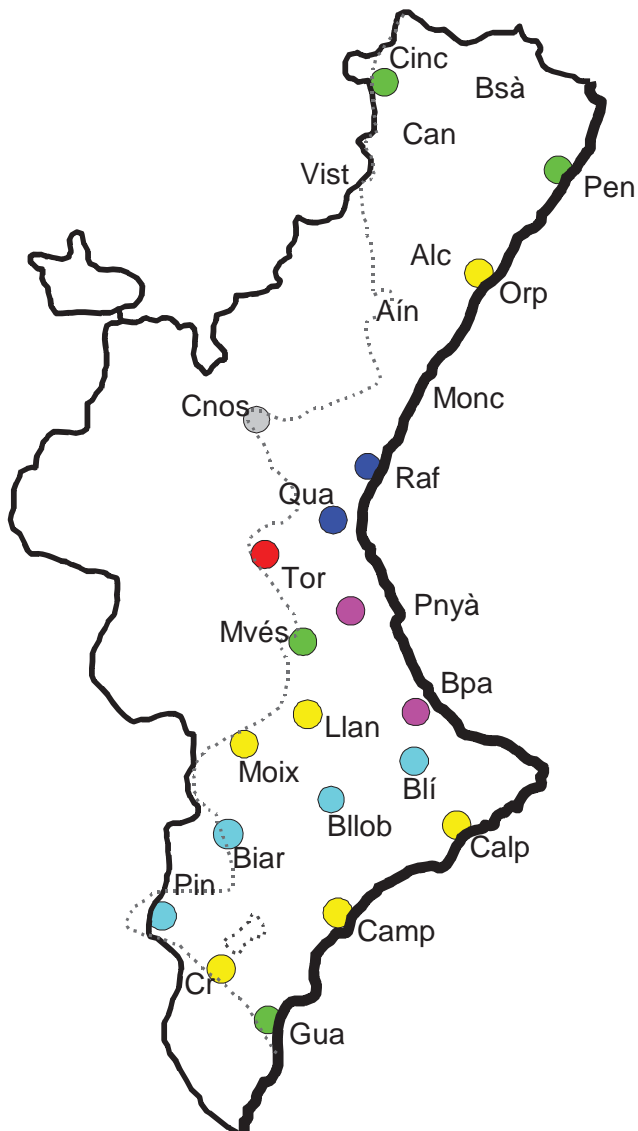 Cinc
Bsà
Can
Vist
Pen
Alc
Orp
Aín
Monc
Cnos
Raf
Qua
Tor
Pnyà
Mvés
Bpa
Llan
Moix
Blí
Bllob
Calp
Biar
Pin
Camp
Cr
Gua